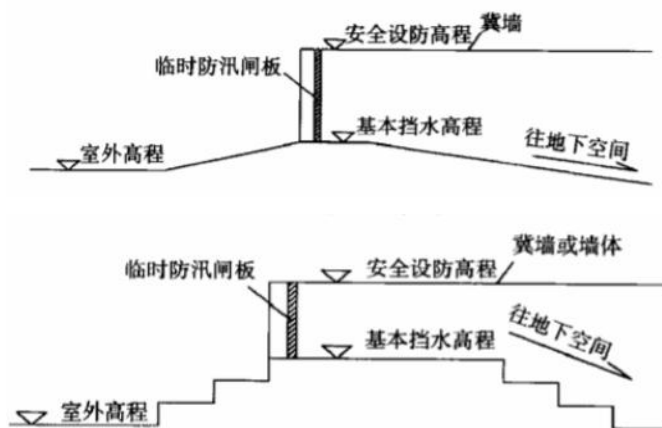 安全设防高程
冀墙
临时防汛闸板
基本挡水高程
室外高程
往地下空间
冀墙或墙体
临时防汛闸板
安全设防高程
基本挡水高程
往地下空间
室外高程